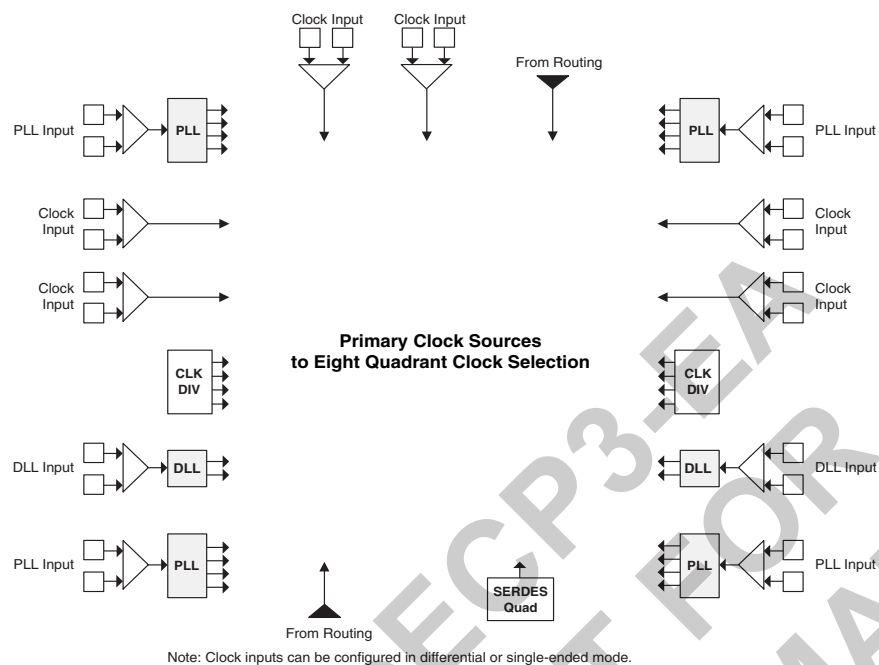 Clock Input Clock Input
From Routing
PLL Input PLL PLL PLL Input
Clock
Input
Clock
Input
Clock
Input
Clock
Input
Primary Clock Sources
to Eight Quadrant Clock Selection
CLK
DIV
CLK
DIV
DLL Input DLL DLL DLL Input
PLL Input PLL PLL PLL Input
SERDES
Quad
From Routing
Note: Clock inputs can be configured in differential or single-ended mode.
ECP3-EA
FOR